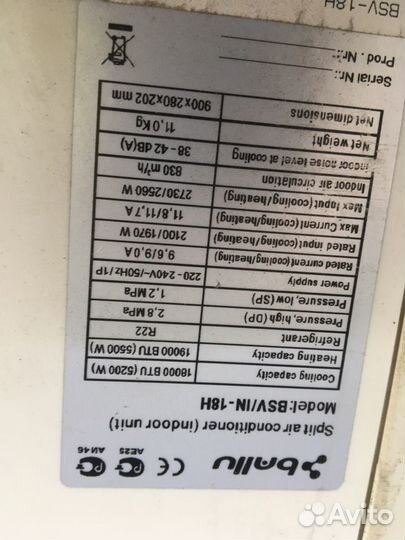 ballu
CE
AE25
АИ46
Split air conditioner (indoor unit)
Model: BSV/IN-18H
Cooling capacity 18000 BTU (5200 W)
Heating capacity 19000 BTU (5500 W)
Refrigerant R22
Pressure, high (DP) 2,8 MPa
Pressure, low (SP) 1,2 MPa
Power supply 220 - 240V~/50Hz/1P
Rated current (cooling/heating) 9,6/9,0 A
Rated input (cooling/heating) 2100/1970 W
Max Current (cooling/heating) 11,8/11,7 A
Max Input (cooling/heating) 2730/2560 W
Indoor air circulation 830 m³/h
Indoor noise level at cooling 38 - 42 dB(A)
Net weight 11,0 Kg
Net dimensions 900x280x202 mm
Serial Nr.:
Prod. Nr.:
BSV-18H
Avito